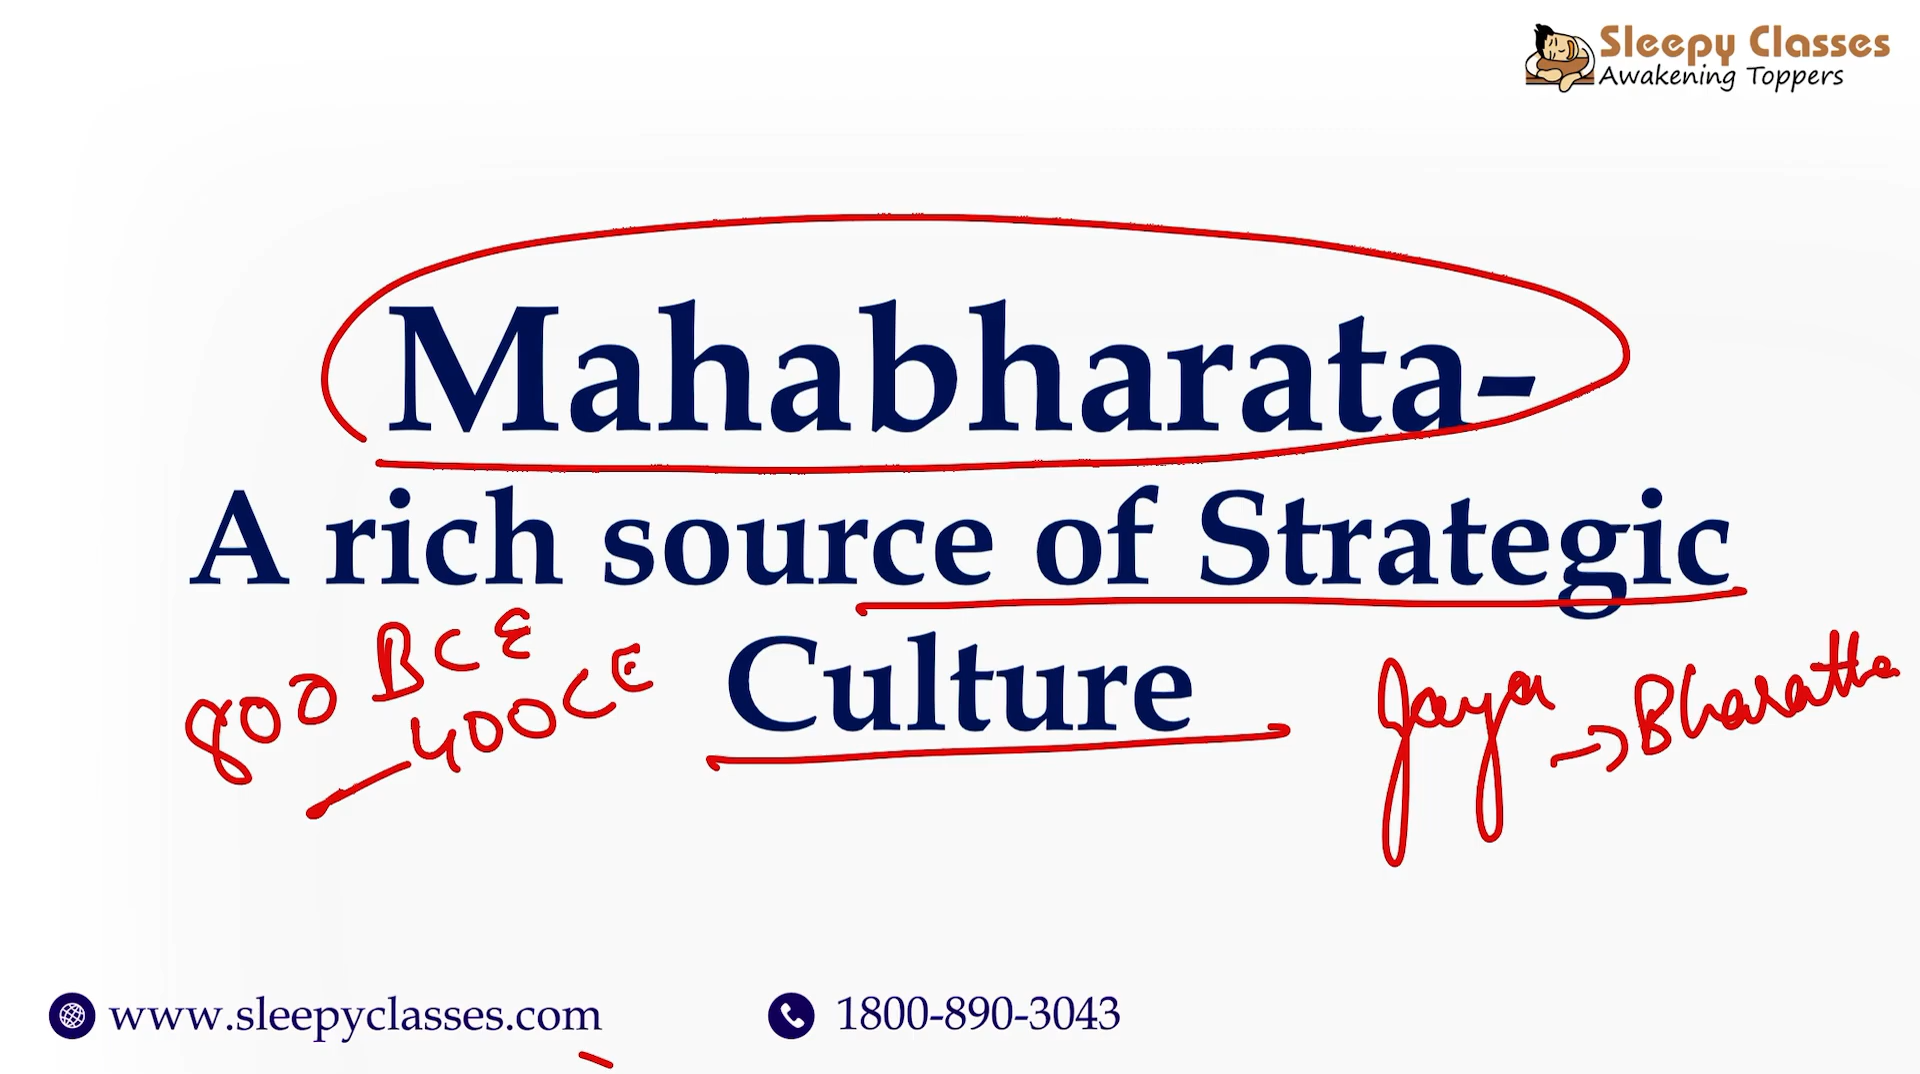 Sleepy Classes
Awakening Toppers
Mahabharata-
A rich source of Strategic
Culture
800 BCE
—400CE
Jaya
→Bharatha
www.sleepyclasses.com
1800-890-3043